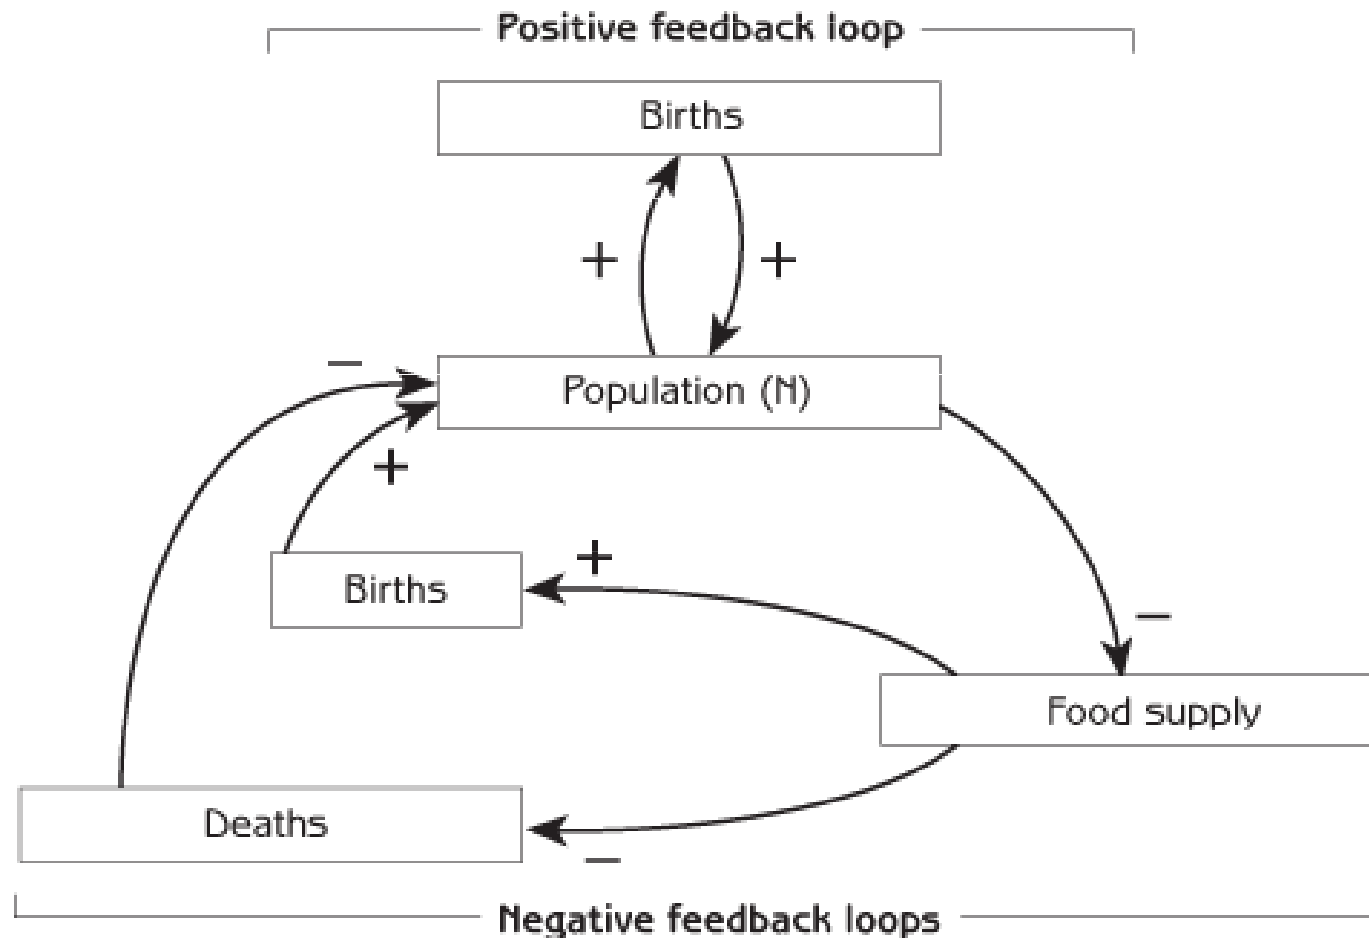 Positive feedback loop
Births
+ +
Population (N)
−
+
Births
+
−
Food supply
Deaths
−
Negative feedback loops